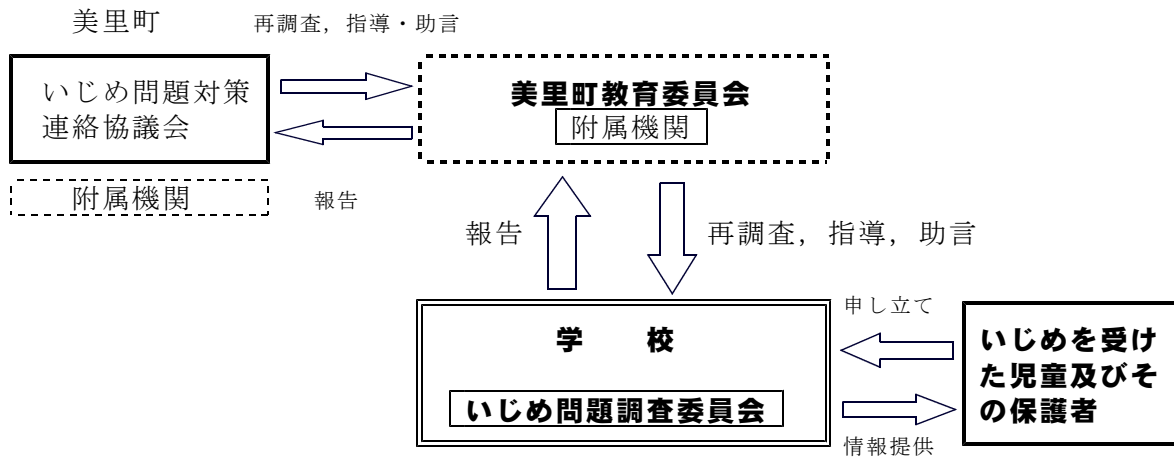 美里町
再調査，指導・助言
いじめ問題対策
連絡協議会
美里町教育委員会
附属機関
附属機関
報告
報告
再調査，指導，助言
申し立て
学　校
いじめ問題調査委員会
いじめを受け
た児童及びそ
の保護者
情報提供